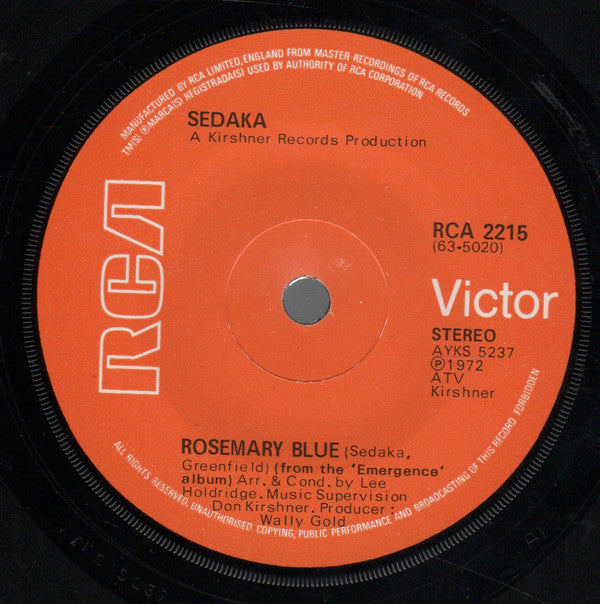 MANUFACTURED BY RCA LIMITED, ENGLAND FROM MASTER RECORDINGS OF RCA RECORDS
TM(S) ® MARCA(S) REGISTRADA(S) USED BY AUTHORITY OF RCA CORPORATION
SEDAKA
A Kirshner Records Production
RCA
RCA 2215
(63-5020)
Victor
STEREO
AYKS 5237
Ⓟ1972
ATV
Kirshner
ROSEMARY BLUE (Sedaka,
Greenfield) (from the 'Emergence'
album) Arr. & Cond. by Lee
Holdridge. Music Supervision
Don Kirshner. Producer:
Wally Gold
ALL RIGHTS RESERVED, UNAUTHORISED COPYING, PUBLIC PERFORMANCE AND BROADCASTING OF THIS RECORD FORBIDDEN